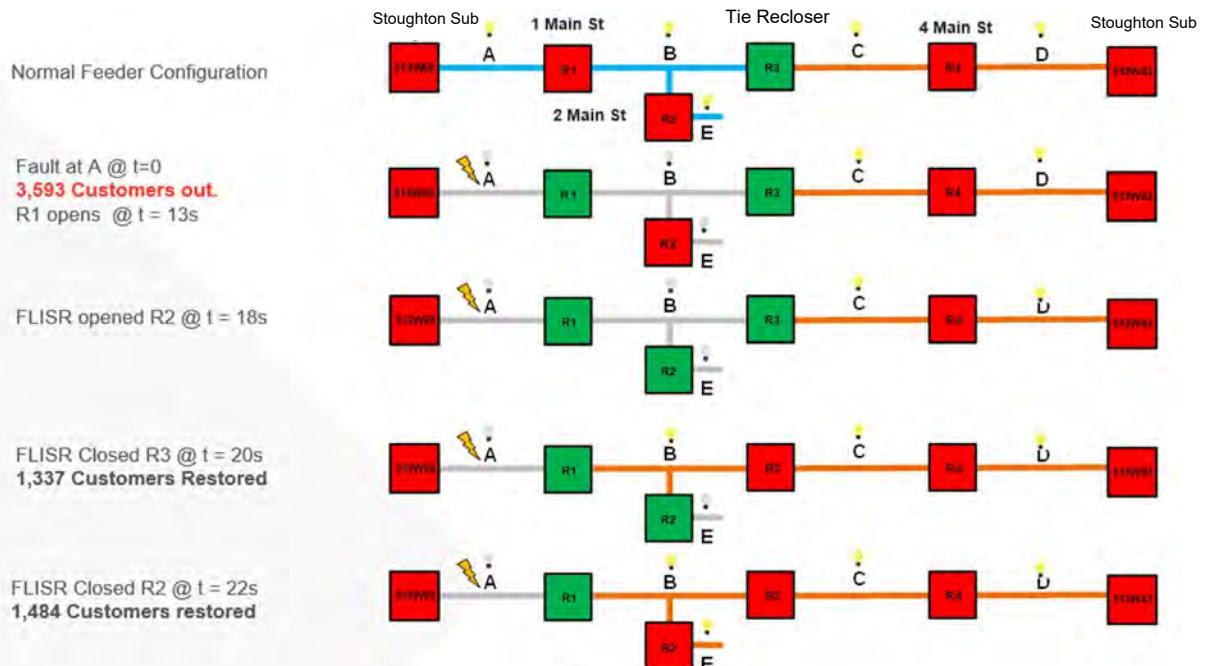 Stoughton Sub
1 Main St
Tie Recloser
4 Main St
Stoughton Sub
Normal Feeder Configuration
A
R1
B
R3
C
R4
D
2 Main St
R2
E
Fault at A @ t=0
3,593 Customers out.
R1 opens @ t = 13s
A
R1
B
R3
C
R4
D
R2
E
FLISR opened R2 @ t = 18s
A
R1
B
R3
C
R4
D
R2
E
FLISR Closed R3 @ t = 20s
1,337 Customers Restored
A
R1
B
R3
C
R4
D
R2
E
FLISR Closed R2 @ t = 22s
1,484 Customers restored
A
R1
B
R3
C
R4
D
R2
E